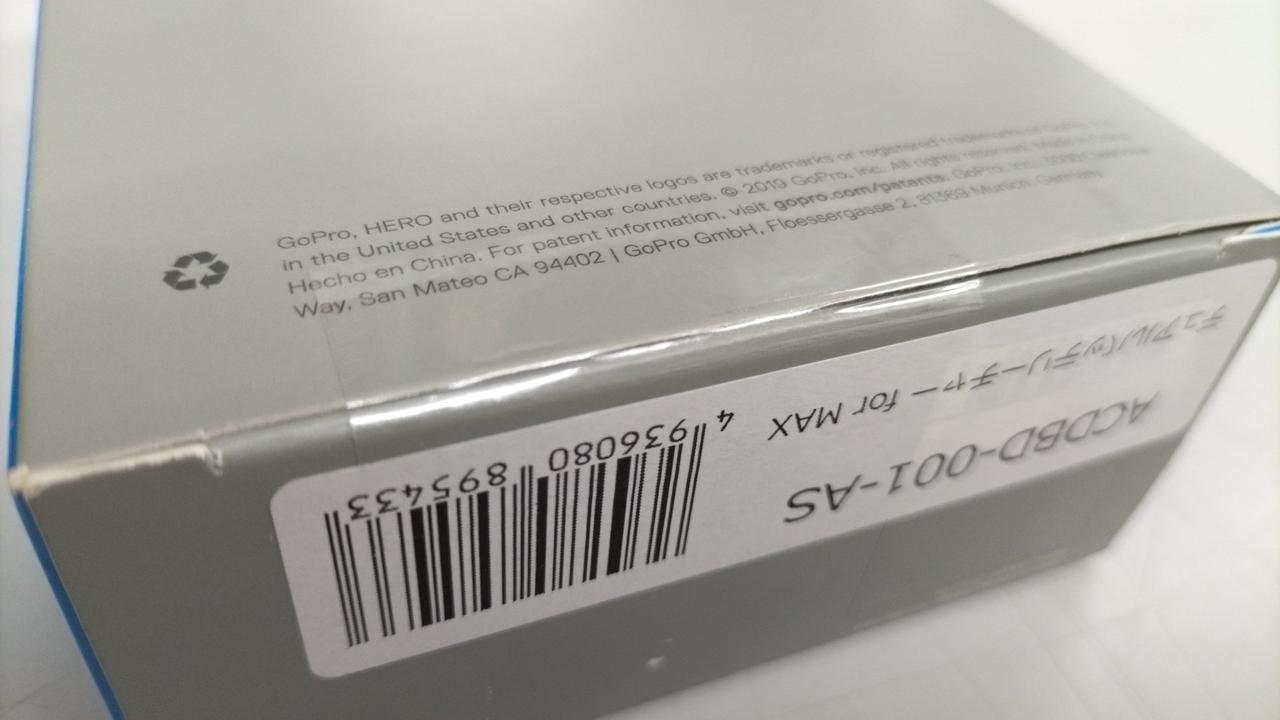 GoPro, HERO and their respective logos are trademarks or registered trademarks of GoPro, Inc.
in the United States and other countries. © 2019 GoPro, Inc. All rights reserved. Made in China.
Hecho en China. For patent information, visit gopro.com/patents. GoPro, Inc., 3000 Clearview
Way, San Mateo CA 94402 | GoPro GmbH, Floessergasse 2, 81369 Munich, Germany
ACDBD-001-AS
デュアルバッテリーチャー for MAX
4 936080 895433